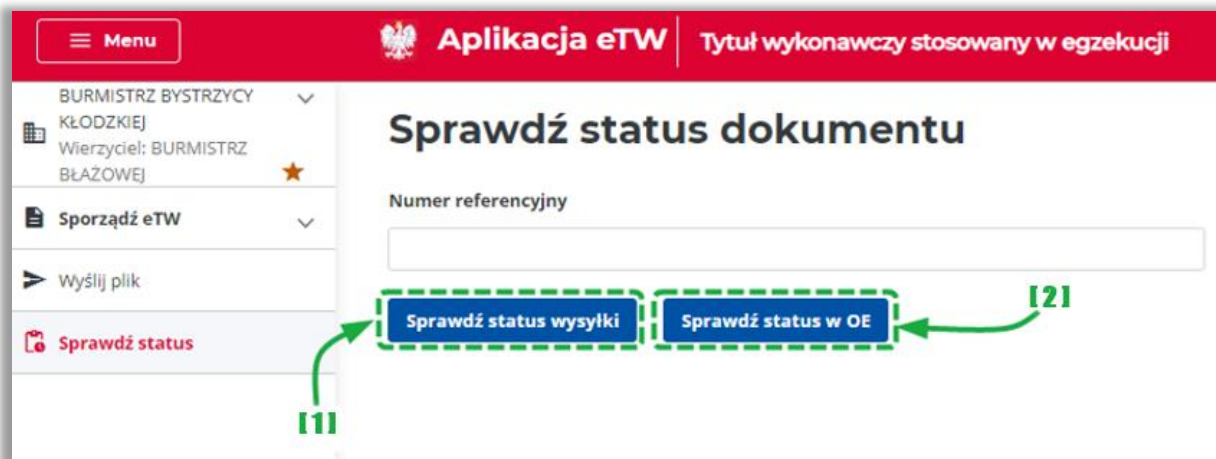 Menu
Aplikacja eTW
Tytuł wykonawczy stosowany w egzekucji
BURMISTRZ BYSTRZYCY
KŁODZKIEJ
Wierzyciel: BURMISTRZ
BŁAŻOWEJ
Sporządź eTW
Wyślij plik
Sprawdź status
Sprawdź status dokumentu
Numer referencyjny
Sprawdź status wysyłki
Sprawdź status w OE
[1]
[2]